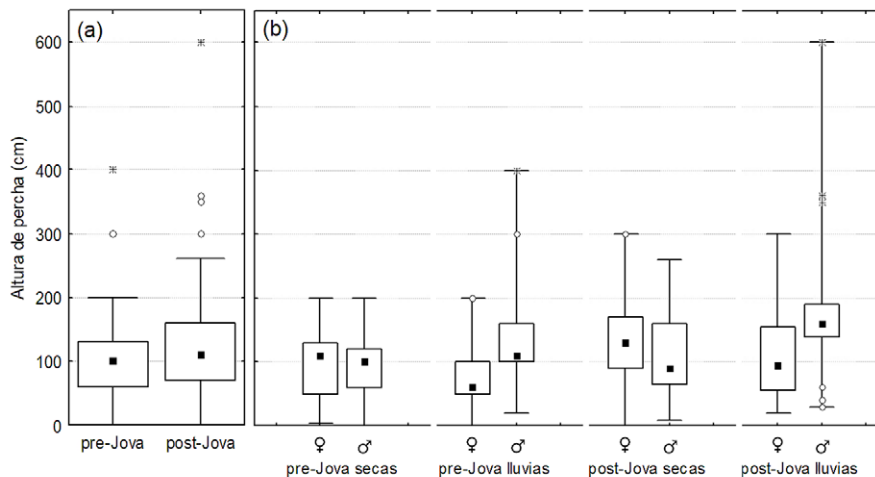 (a)
(b)
Altura de percha (cm)
600
500
400
300
200
100
0
pre-Jova post-Jova
♀ ♂ ♀ ♂ ♀ ♂ ♀ ♂
pre-Jova secas pre-Jova lluvias post-Jova secas post-Jova lluvias